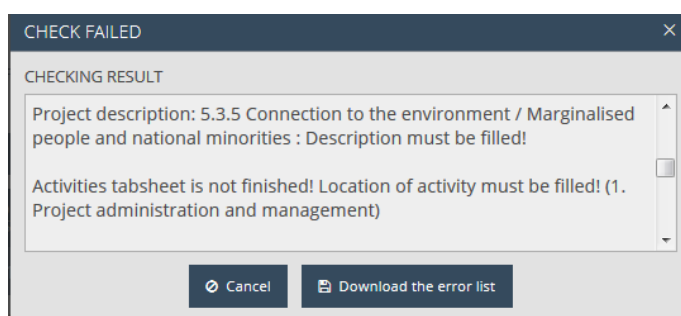 CHECK FAILED
CHECKING RESULT
Project description: 5.3.5 Connection to the environment / Marginalised
people and national minorities : Description must be filled!
Activities tabsheet is not finished! Location of activity must be filled! (1.
Project administration and management)
Cancel
Download the error list